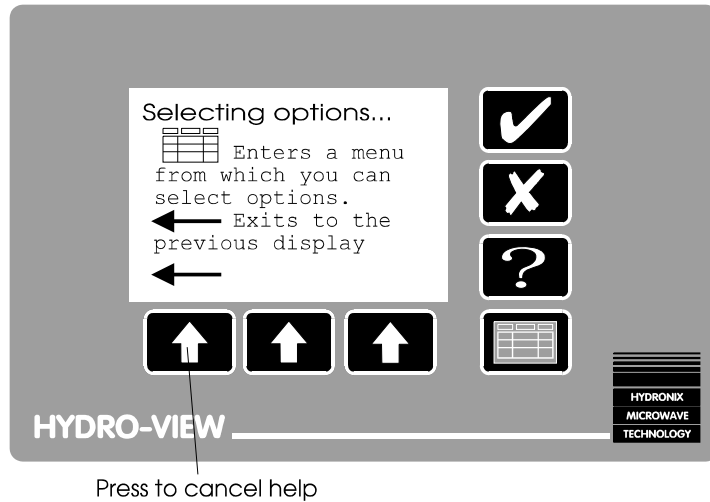 Selecting options...
Enters a menu
from which you can
select options.
Exits to the
previous display
?
HYDRONIX
MICROWAVE
TECHNOLOGY
HYDRO-VIEW
Press to cancel help